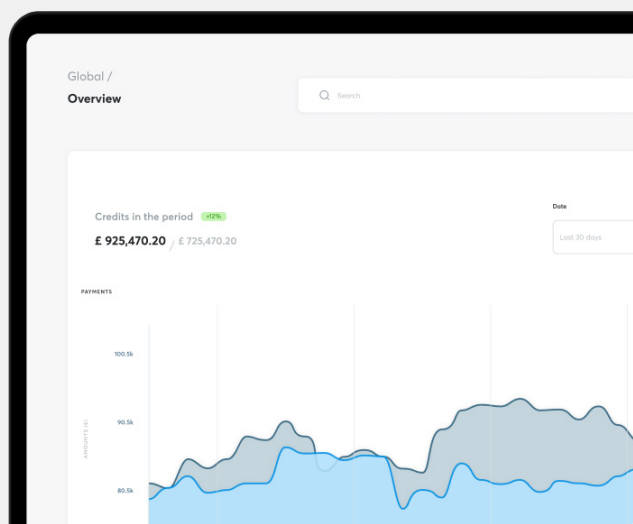 Global /
Overview
Search
Credits in the period +12%
£ 925,470.20 / £ 725,470.20
Date
Last 30 days
PAYMENTS
100.5k
90.5k
AMOUNTS (£)
80.5k